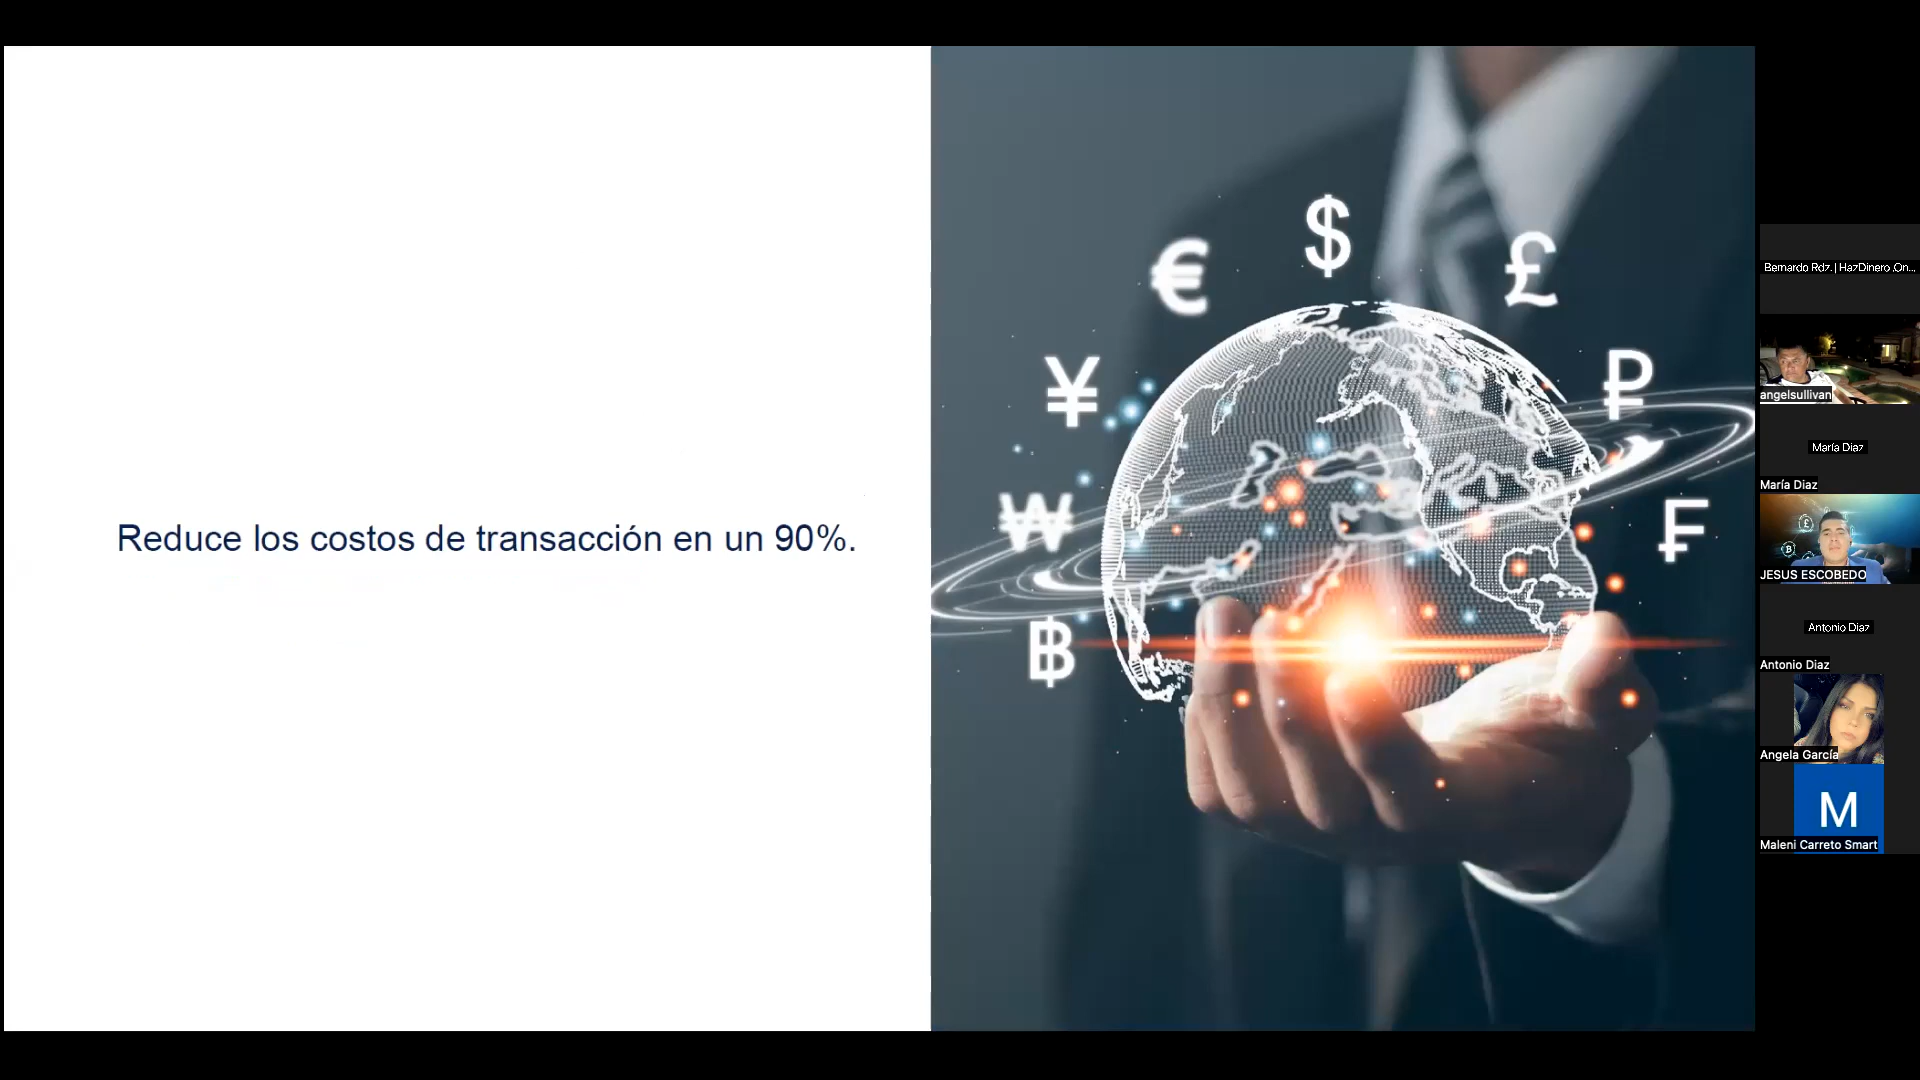 Reduce los costos de transacción en un 90%.
$
€
£
¥
₽
₩
₣
฿
Bernardo Rdz. | HazDinero .On...
angelsullivan
María Diaz
María Diaz
JESUS ESCOBEDO
Antonio Diaz
Antonio Diaz
Angela García
M
Maleni Carreto Smart